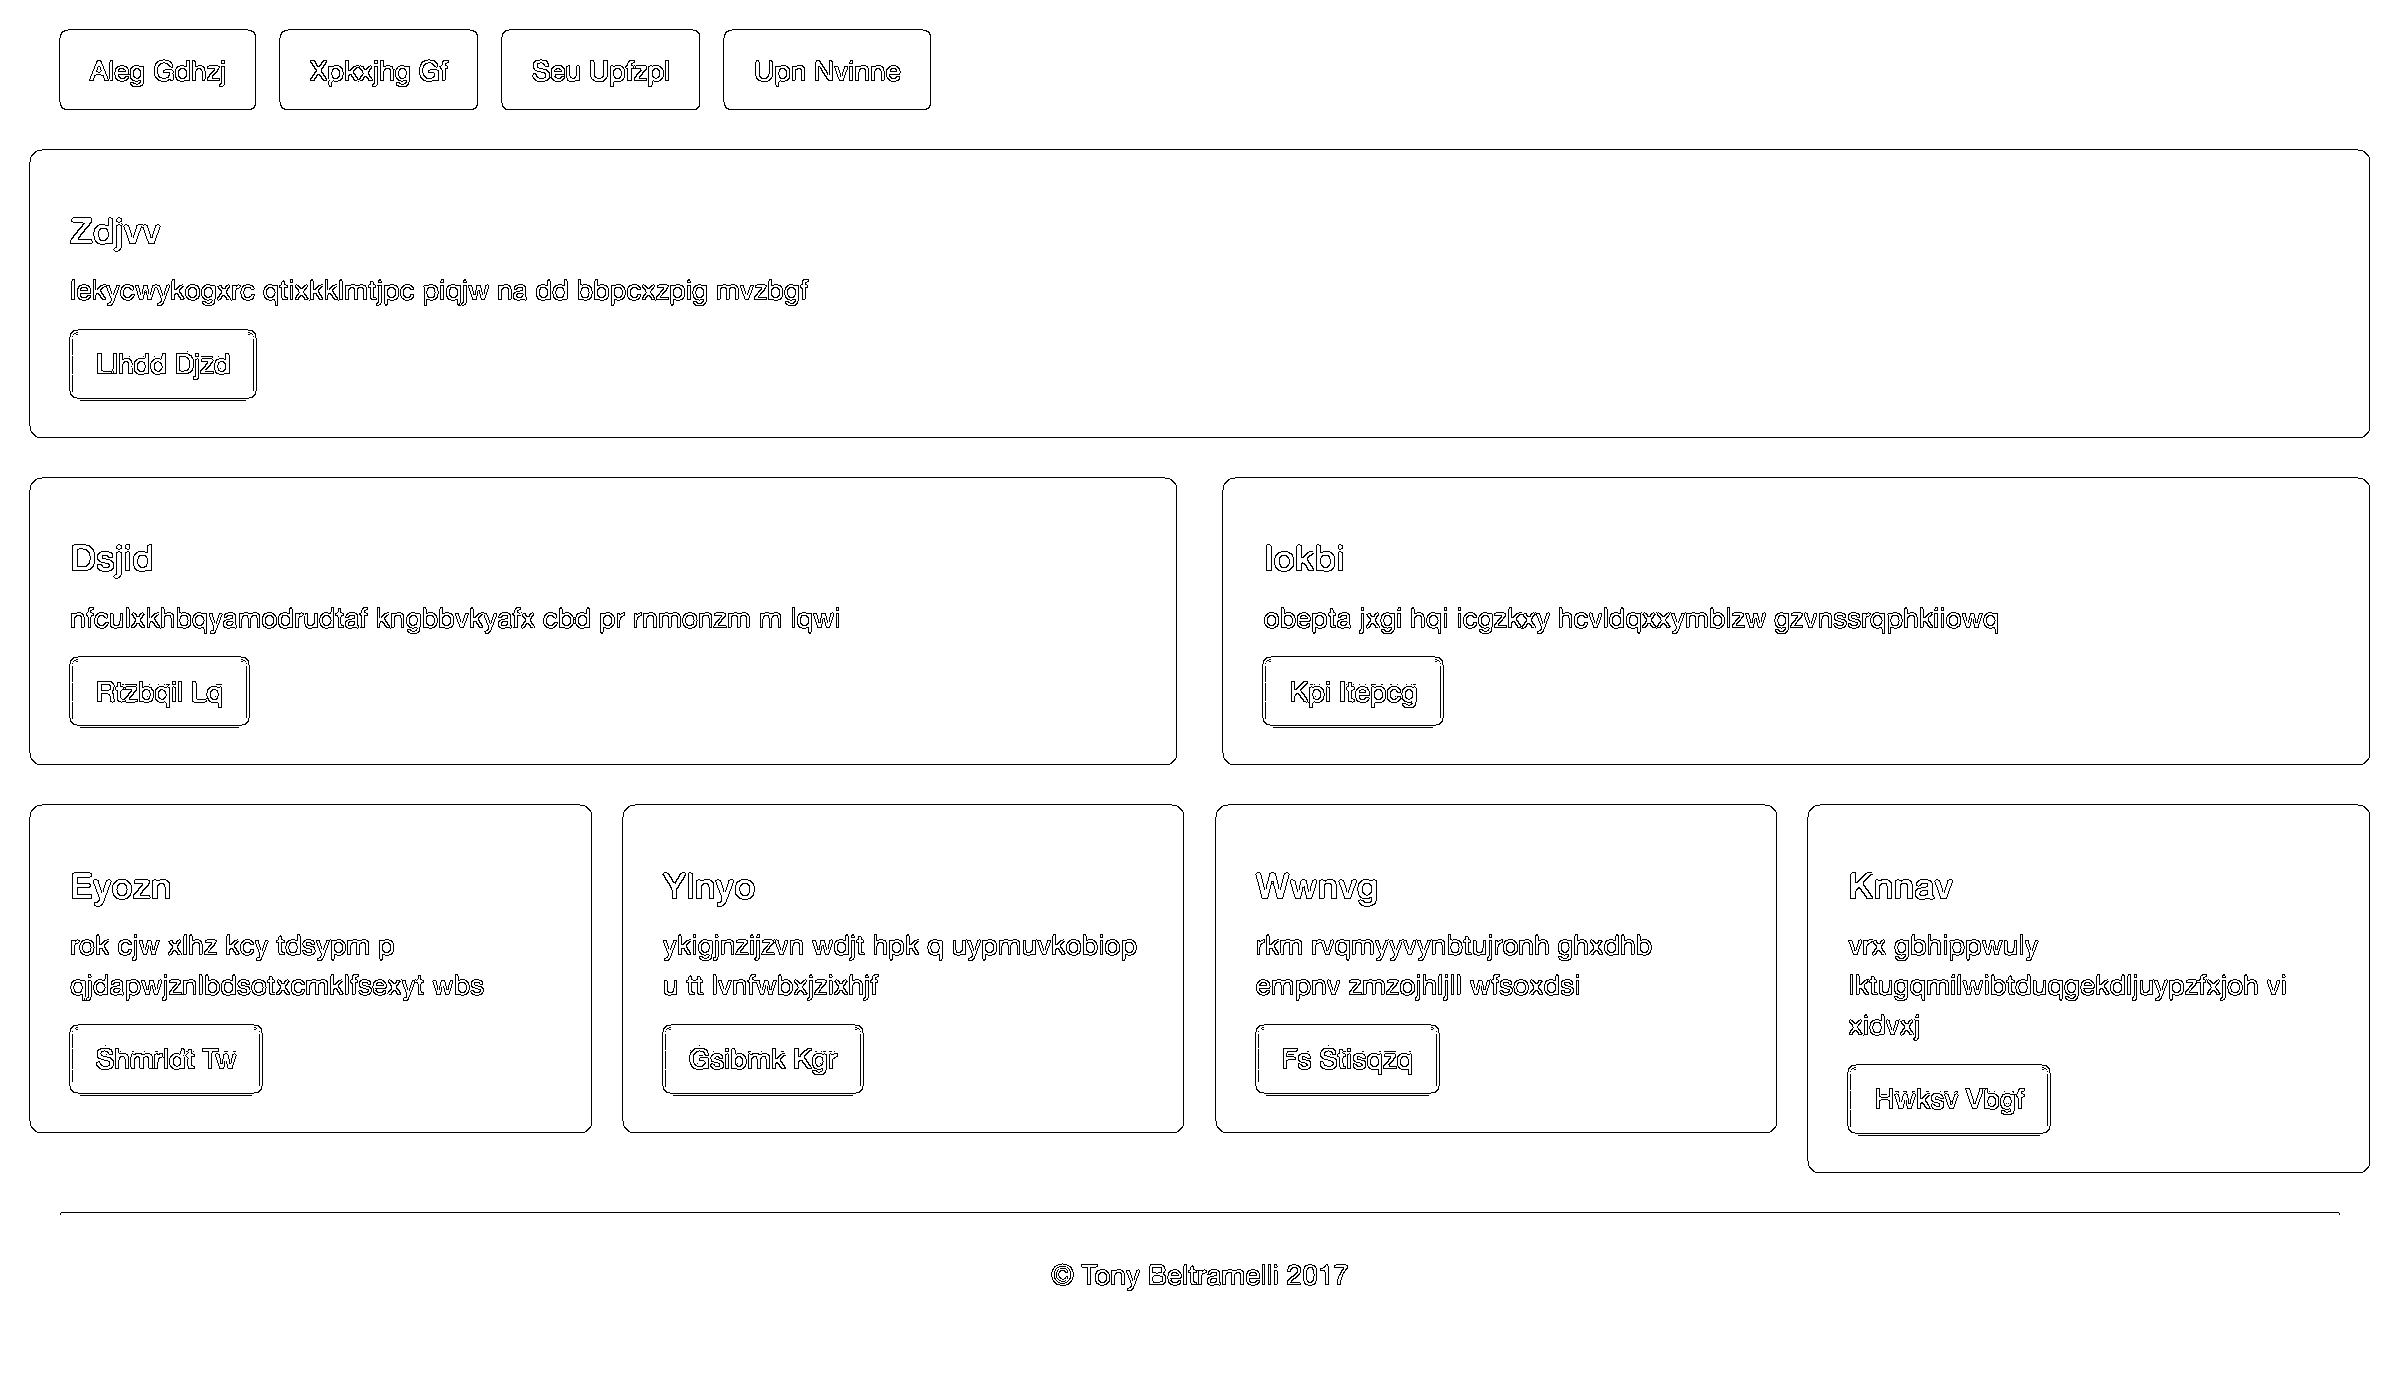 Aleg Gdhzj
Xpkxjhg Gf
Seu Upfzpl
Upn Nvinne
Zdjvv
lekycwykogxrc qtixkklmtjpc piqjw na dd bbpcxzpig mvzbgf
Llhdd Djzd
Dsjid
nfculxkhbqyamodrudtaf kngbbvkyafx cbd pr rnmonzm m lqwi
Rtzbqil Lq
Iokbi
obepta jxgi hqi icgzkxy hcvldqxxymblzw gzvnssrqphkiiowq
Kpi Itepcg
Eyozn
rok cjw xlhz kcy tdsypm p
qjdapwjznlbdsotxcmklfsexyt wbs
Shmrldt Tw
Ylnyo
ykigjnzijzvn wdjt hpk q uypmuvkobiop
u tt lvnfwbxjzixhjf
Gsibmk Kgr
Wwnvg
rkm rvqmyyvynbtujronh ghxdhb
empnv zmzojhljll wfsoxdsi
Fs Stisqzq
Knnav
vrx gbhippwuly
lktugqmilwibtduqgekdljuypzfxjoh vi
xidvxj
Hwksv Vbgf
© Tony Beltramelli 2017